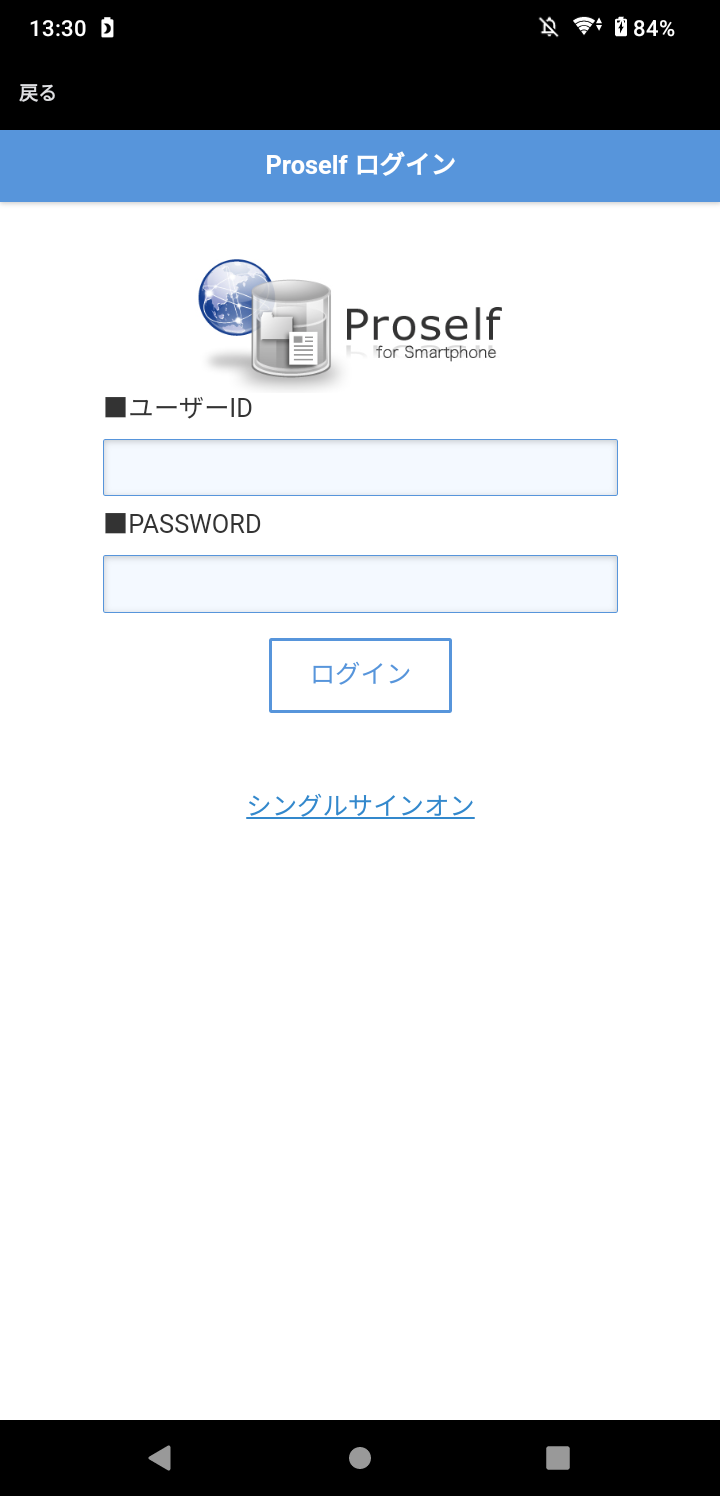 13:30 84%
戻る
Proself ログイン
Proself
for Smartphone
■ユーザーID
■PASSWORD
ログイン
シングルサインオン